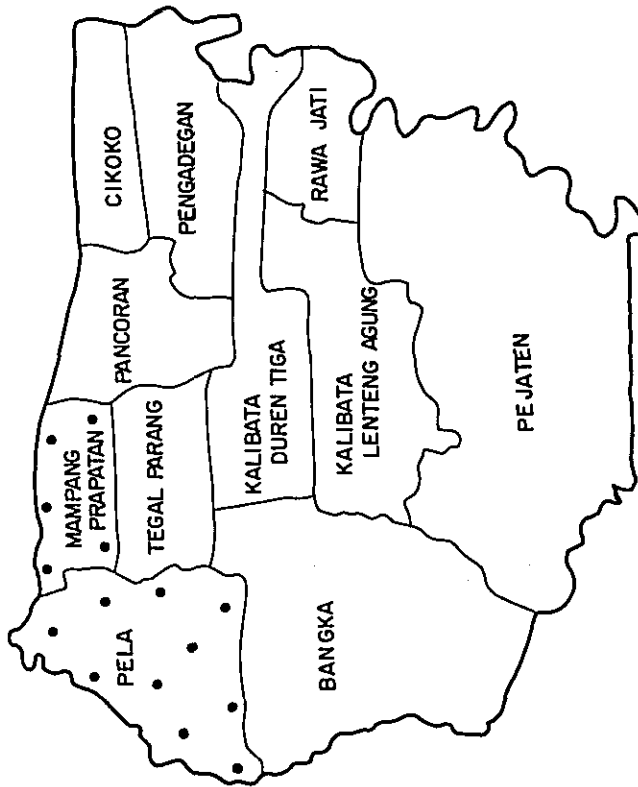 CIKOKO
PENGADEGAN
RAWA JATI
PANCORAN
MAMPANG
PRAPATAN
TEGAL PARANG
KALIBATA
DUREN TIGA
KALIBATA
LENTENG AGUNG
PEJATEN
PELA
BANGKA